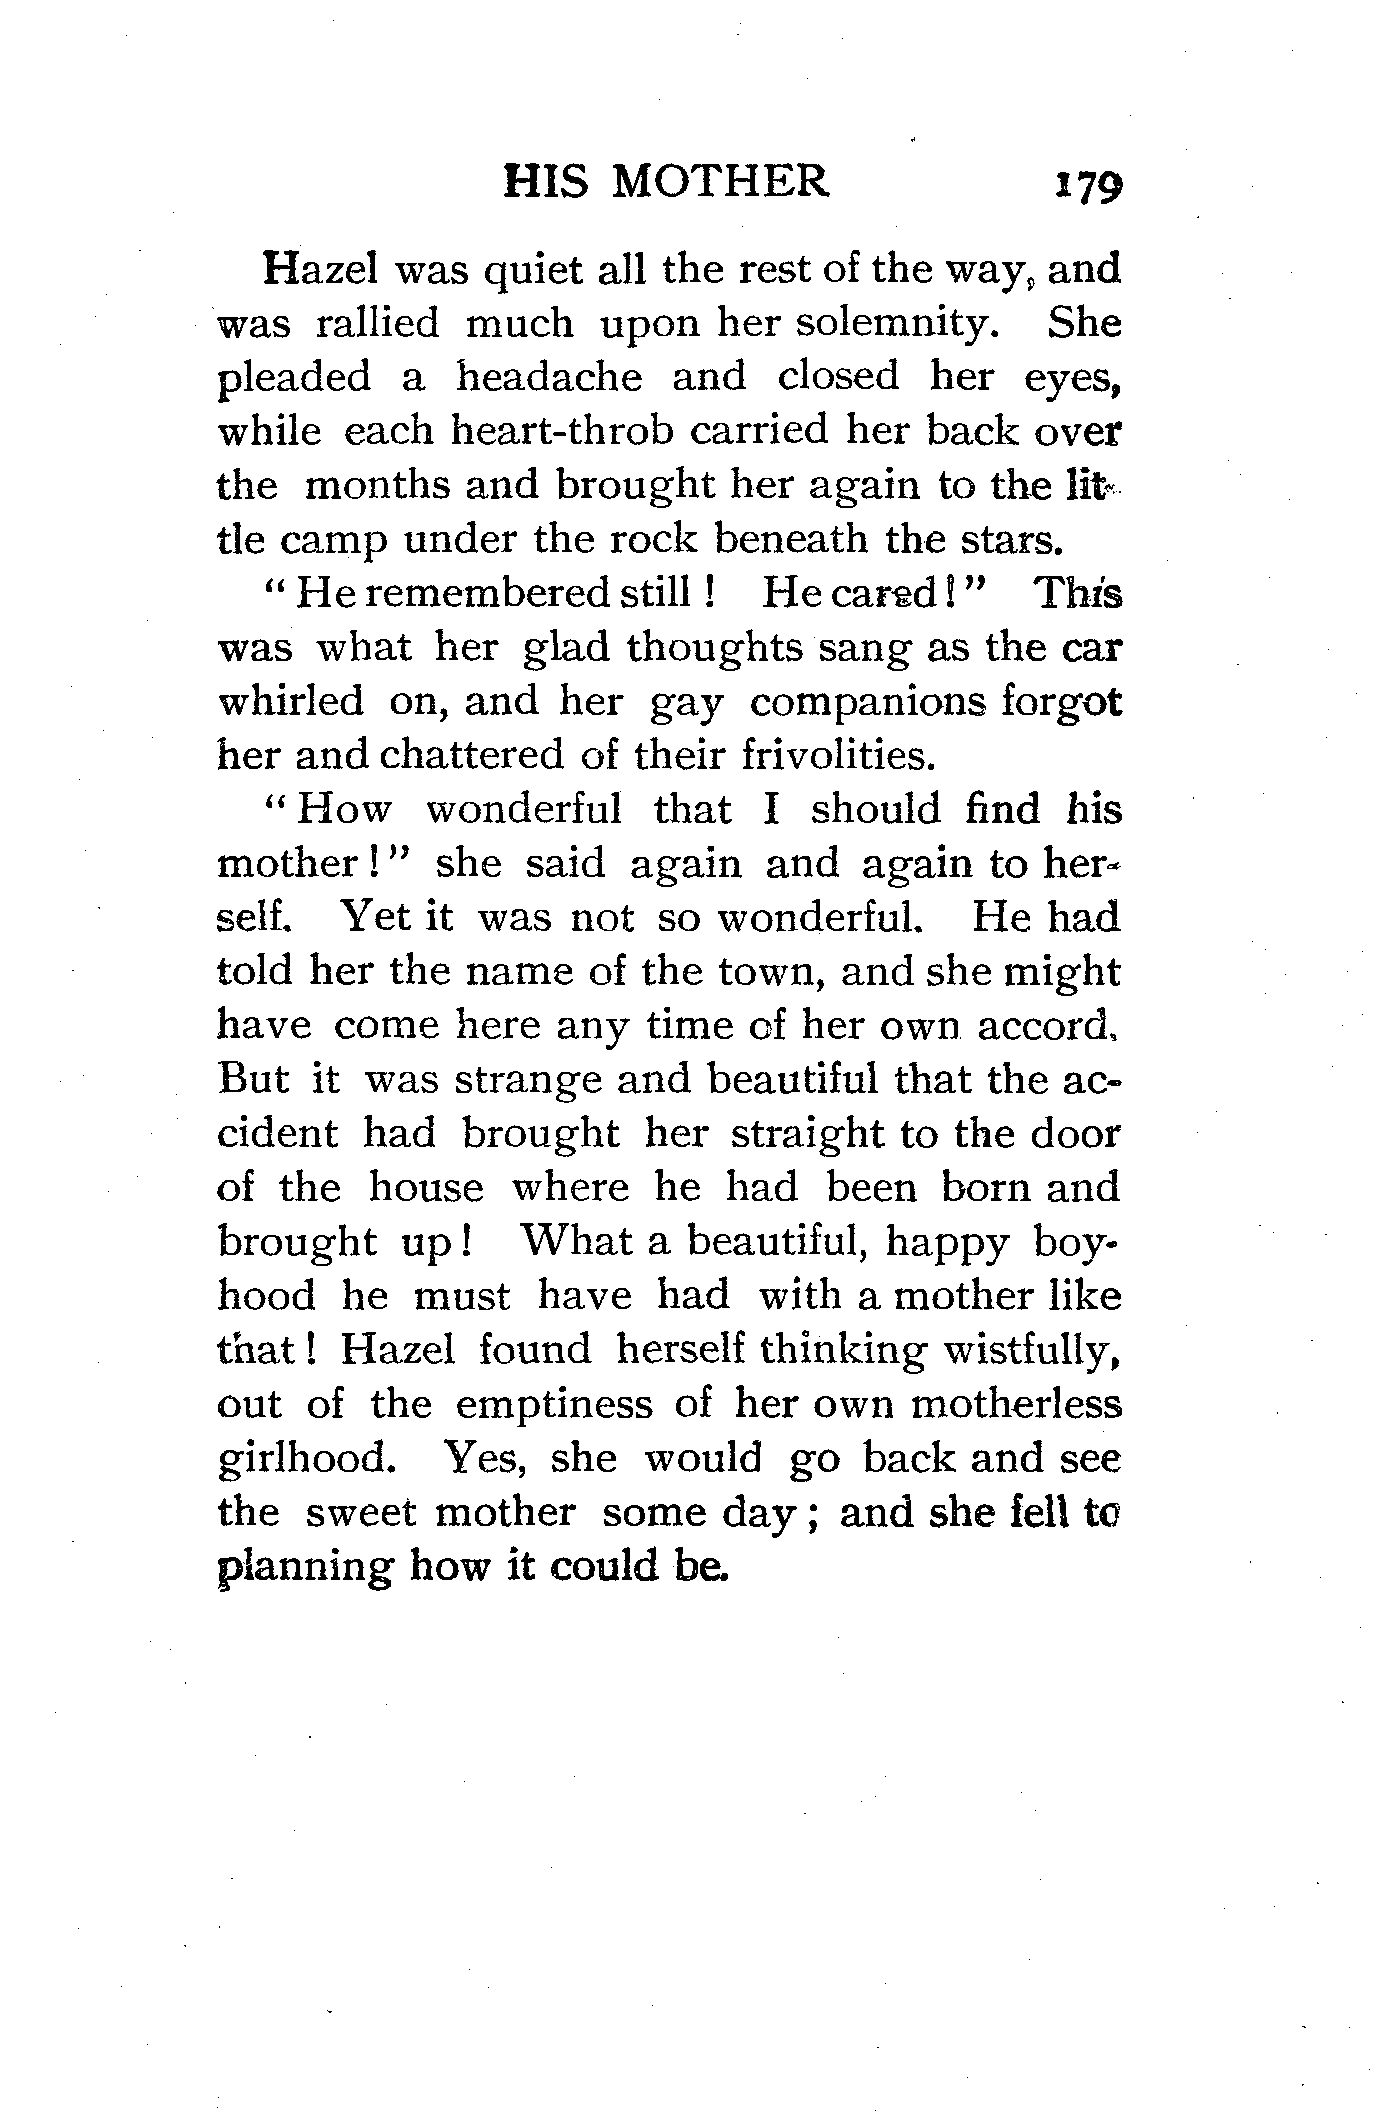 HIS MOTHER 179
Hazel was quiet all the rest of the way, and
was rallied much upon her solemnity. She
pleaded a headache and closed her eyes,
while each heart-throb carried her back over
the months and brought her again to the lit-
tle camp under the rock beneath the stars.
"He remembered still! He cared!" This
was what her glad thoughts sang as the car
whirled on, and her gay companions forgot
her and chattered of their frivolities.
"How wonderful that I should find his
mother!" she said again and again to her-
self. Yet it was not so wonderful. He had
told her the name of the town, and she might
have come here any time of her own accord.
But it was strange and beautiful that the ac-
cident had brought her straight to the door
of the house where he had been born and
brought up! What a beautiful, happy boy-
hood he must have had with a mother like
that! Hazel found herself thinking wistfully,
out of the emptiness of her own motherless
girlhood. Yes, she would go back and see
the sweet mother some day; and she fell to
planning how it could be.